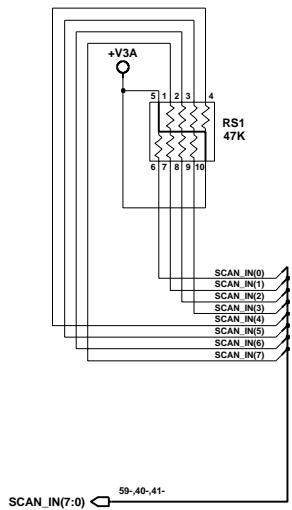 +V3A
5 1 2 3 4
RS1
47K
6 7 8 9 10
SCAN_IN(0)
SCAN_IN(1)
SCAN_IN(2)
SCAN_IN(3)
SCAN_IN(4)
SCAN_IN(5)
SCAN_IN(6)
SCAN_IN(7)
59-,40-,41-
SCAN_IN(7:0)